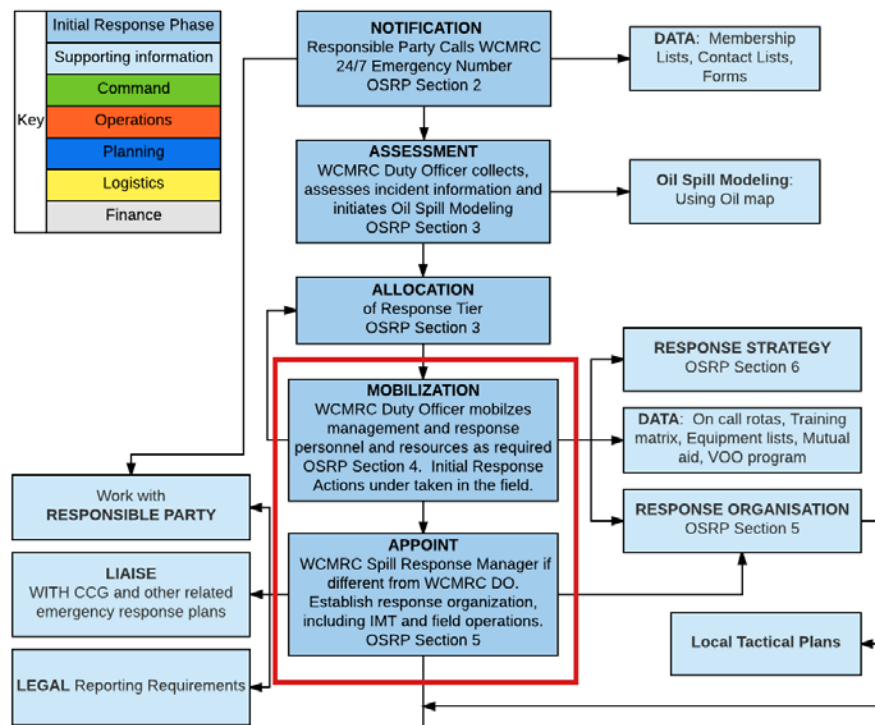 Key
Initial Response Phase
Supporting information
Command
Operations
Planning
Logistics
Finance
NOTIFICATION
Responsible Party Calls WCMRC
24/7 Emergency Number
OSRP Section 2
DATA: Membership
Lists, Contact Lists,
Forms
ASSESSMENT
WCMRC Duty Officer collects,
assesses incident information and
initiates Oil Spill Modeling
OSRP Section 3
Oil Spill Modeling:
Using Oil map
ALLOCATION
of Response Tier
OSRP Section 3
MOBILIZATION
WCMRC Duty Officer mobilzes
management and response
personnel and resources as required
OSRP Section 4. Initial Response
Actions under taken in the field.
RESPONSE STRATEGY
OSRP Section 6
DATA: On call rotas, Training
matrix, Equipment lists, Mutual
aid, VOO program
RESPONSE ORGANISATION
OSRP Section 5
Work with
RESPONSIBLE PARTY
APPOINT
WCMRC Spill Response Manager if
different from WCMRC DO.
Establish response organization,
including IMT and field operations.
OSRP Section 5
LIAISE
WITH CCG and other related
emergency response plans
Local Tactical Plans
LEGAL Reporting Requirements